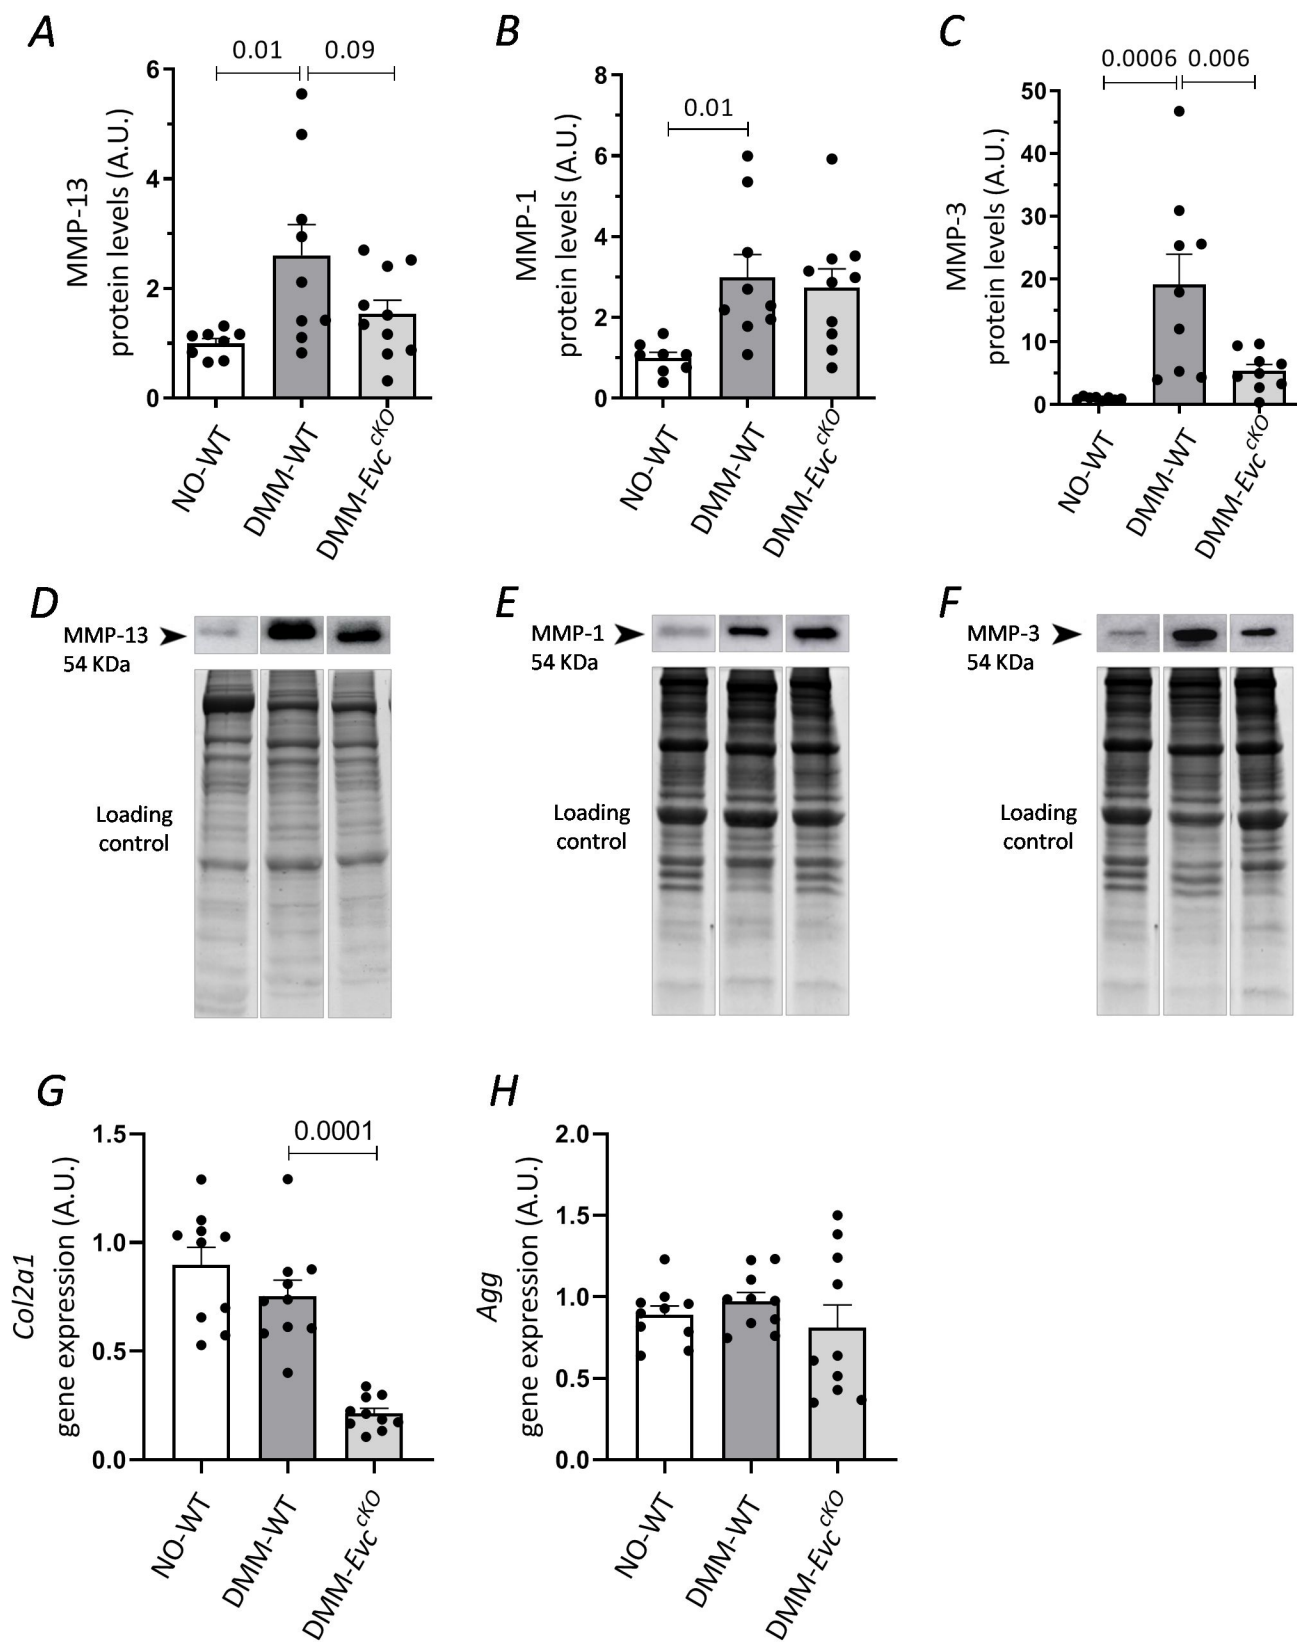 A
0.01 0.09
MMP-13
protein levels (A.U.)
6
4
2
0
NO-WT
DMM-WT
DMM-Evc cKO
B
0.01
MMP-1
protein levels (A.U.)
8
6
4
2
0
NO-WT
DMM-WT
DMM-Evc cKO
C
0.0006 0.006
MMP-3
protein levels (A.U.)
50
40
30
20
10
0
NO-WT
DMM-WT
DMM-Evc cKO
D
MMP-13
54 KDa
Loading
control
E
MMP-1
54 KDa
Loading
control
F
MMP-3
54 KDa
Loading
control
G
0.0001
Col2a1
gene expression (A.U.)
1.5
1.0
0.5
0.0
NO-WT
DMM-WT
DMM-Evc cKO
H
Agg
gene expression (A.U.)
2.0
1.5
1.0
0.5
0.0
NO-WT
DMM-WT
DMM-Evc cKO